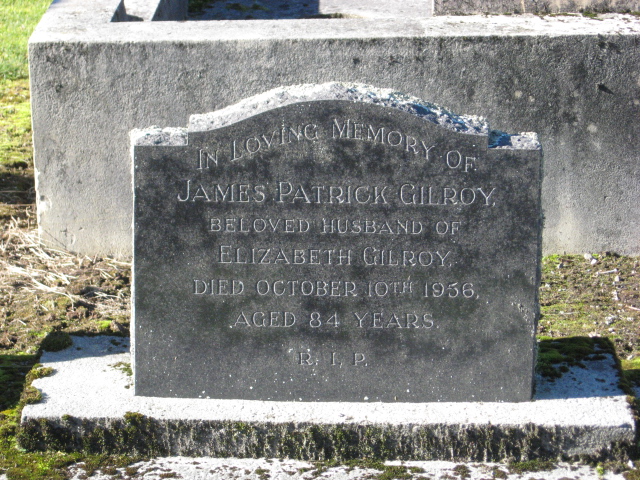 IN LOVING MEMORY OF
JAMES PATRICK GILROY,
BELOVED HUSBAND OF
ELIZABETH GILROY,
DIED OCTOBER 10TH 1956,
AGED 84 YEARS.
R.I.P.